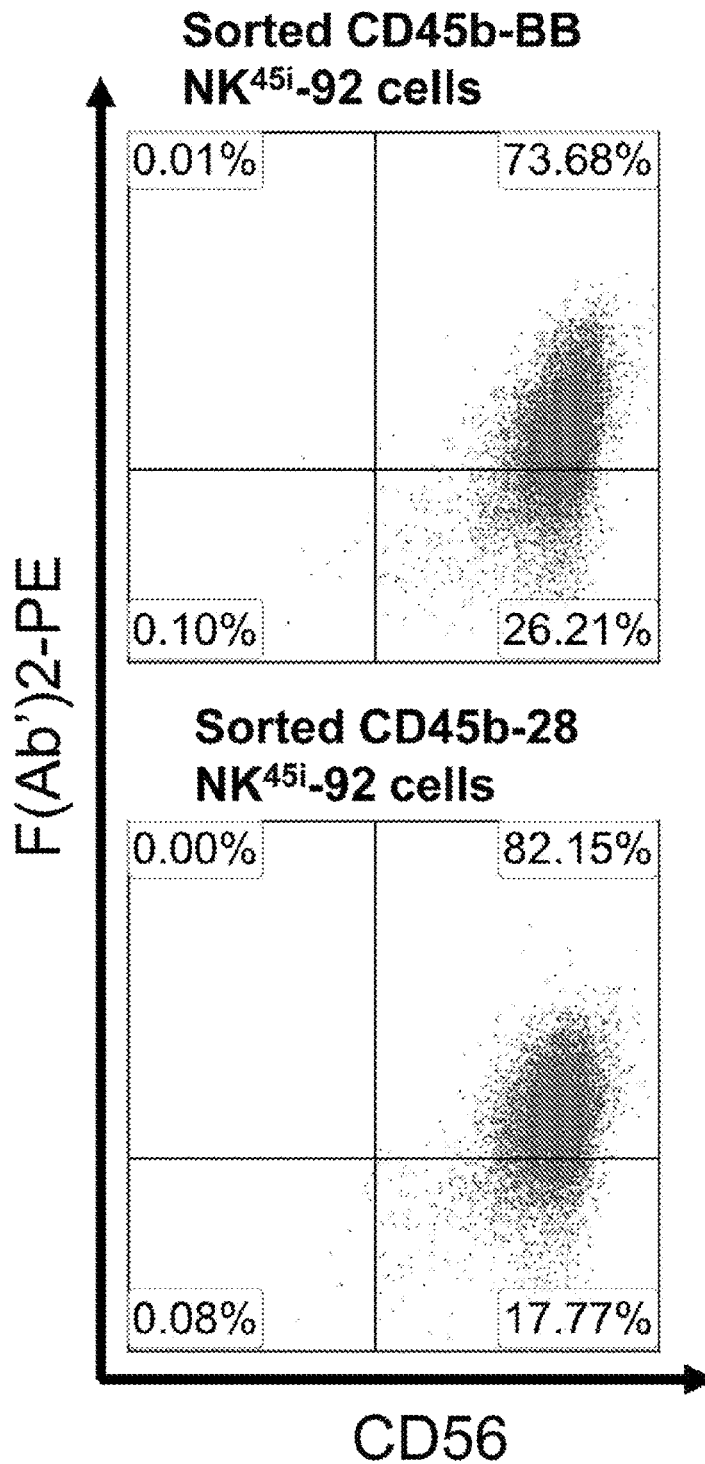 Sorted CD45b-BB
NK45i-92 cells
0.01%
73.68%
0.10%
26.21%
F(Ab')2-PE
Sorted CD45b-28
NK45i-92 cells
0.00%
82.15%
0.08%
17.77%
CD56